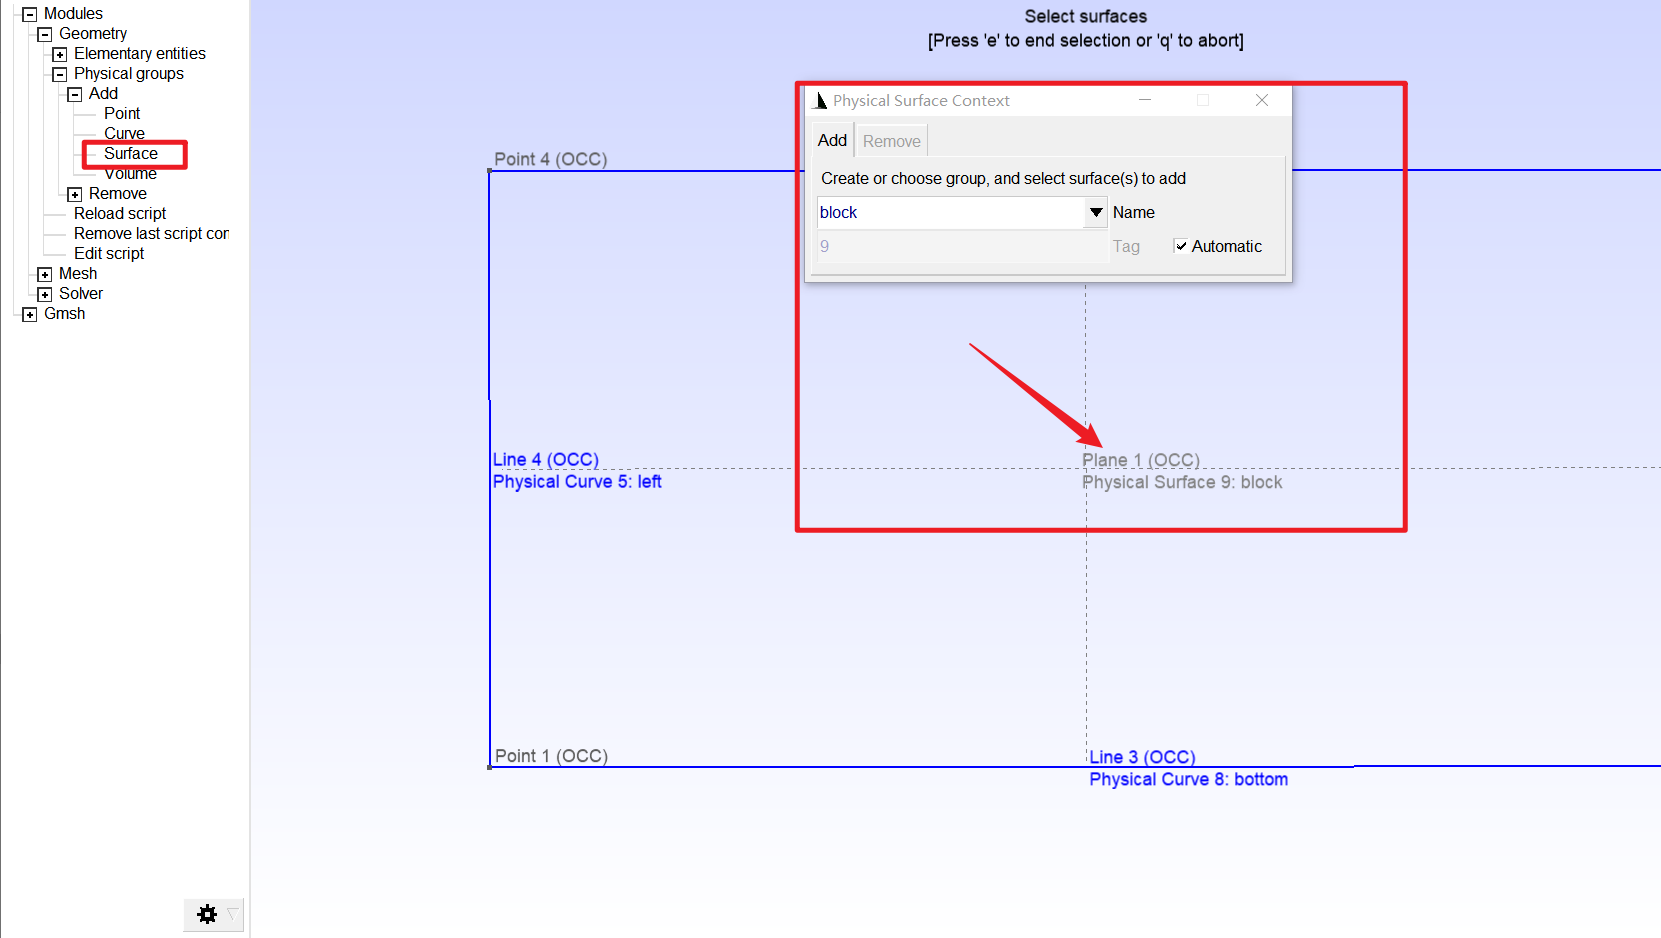 Modules
Geometry
Elementary entities
Physical groups
Add
Point
Curve
Surface
Volume
Remove
Reload script
Remove last script con
Edit script
Mesh
Solver
Gmsh
Select surfaces
[Press 'e' to end selection or 'q' to abort]
Physical Surface Context
Add Remove
Create or choose group, and select surface(s) to add
block Name
9 Tag Automatic
Point 4 (OCC)
Line 4 (OCC)
Physical Curve 5: left
Plane 1 (OCC)
Physical Surface 9: block
Point 1 (OCC)
Line 3 (OCC)
Physical Curve 8: bottom